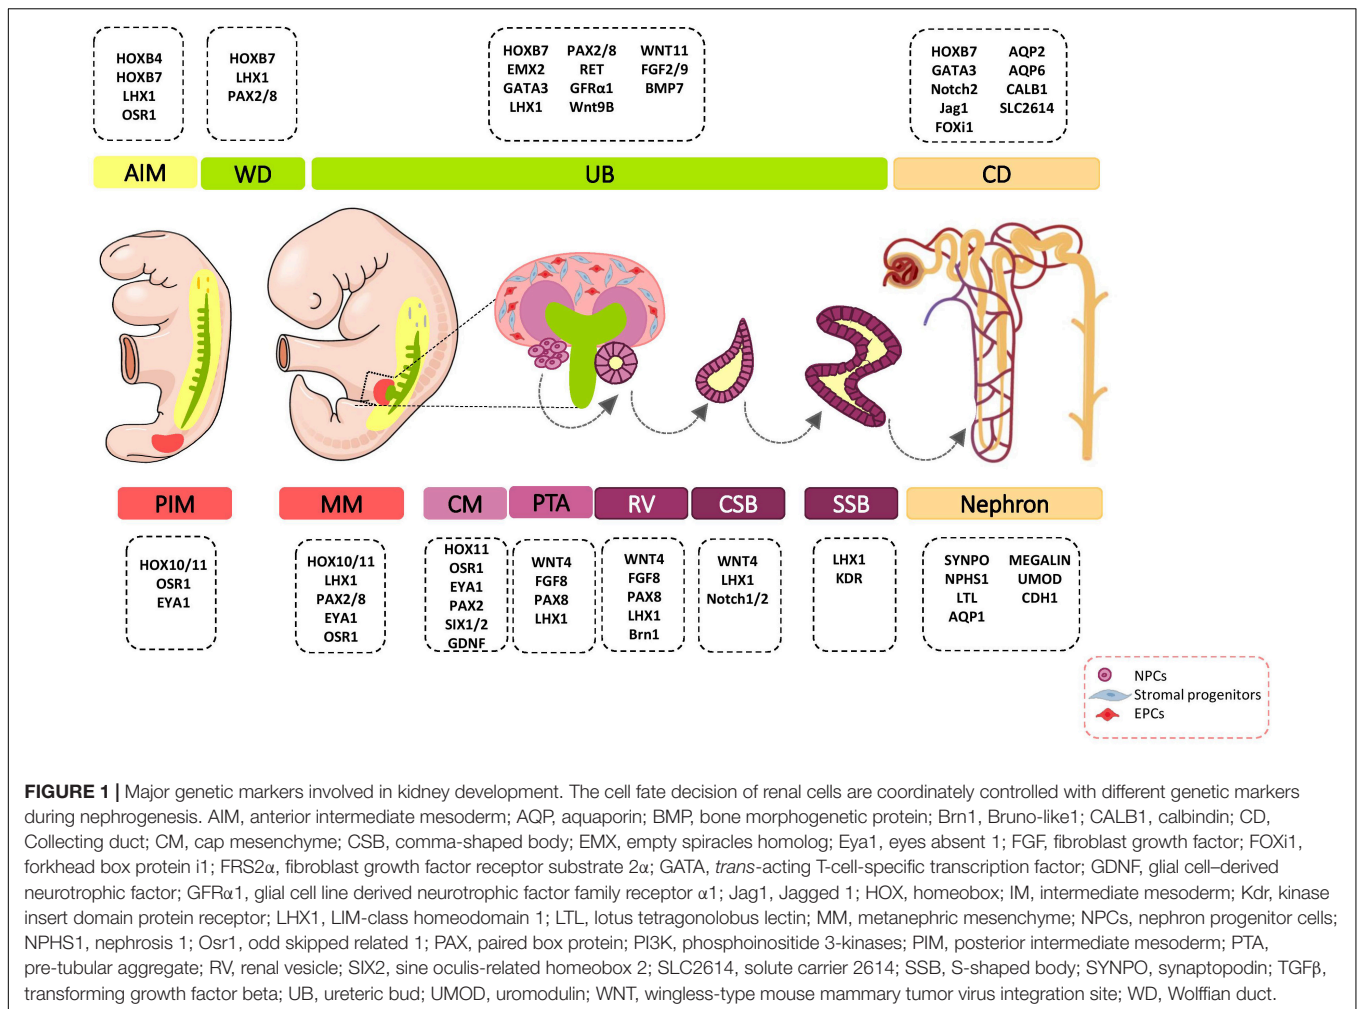 HOXB4
HOXB7
LHX1
OSR1
HOXB7
LHX1
PAX2/8
HOXB7
EMX2
GATA3
LHX1
PAX2/8
RET
GFRα1
Wnt9B
WNT11
FGF2/9
BMP7
HOXB7
GATA3
Notch2
Jag1
FOXi1
AQP2
AQP6
CALB1
SLC2614
AIM
WD
UB
CD
PIM
MM
CM
PTA
RV
CSB
SSB
Nephron
HOX10/11
OSR1
EYA1
HOX10/11
LHX1
PAX2/8
EYA1
OSR1
HOX11
OSR1
EYA1
PAX2
SIX1/2
GDNF
WNT4
FGF8
PAX8
LHX1
WNT4
FGF8
PAX8
LHX1
Brn1
WNT4
LHX1
Notch1/2
LHX1
KDR
SYNPO
NPHS1
LTL
AQP1
MEGALIN
UMOD
CDH1
NPCs
Stromal progenitors
EPCs
FIGURE 1 | Major genetic markers involved in kidney development. The cell fate decision of renal cells are coordinately controlled with different genetic markers
during nephrogenesis. AIM, anterior intermediate mesoderm; AQP, aquaporin; BMP, bone morphogenetic protein; Brn1, Bruno-like1; CALB1, calbindin; CD,
Collecting duct; CM, cap mesenchyme; CSB, comma-shaped body; EMX, empty spiracles homolog; Eya1, eyes absent 1; FGF, fibroblast growth factor; FOXi1,
forkhead box protein i1; FRS2α, fibroblast growth factor receptor substrate 2α; GATA, trans-acting T-cell-specific transcription factor; GDNF, glial cell–derived
neurotrophic factor; GFRα1, glial cell line derived neurotrophic factor family receptor α1; Jag1, Jagged 1; HOX, homeobox; IM, intermediate mesoderm; Kdr, kinase
insert domain protein receptor; LHX1, LIM-class homeodomain 1; LTL, lotus tetragonolobus lectin; MM, metanephric mesenchyme; NPCs, nephron progenitor cells;
NPHS1, nephrosis 1; Osr1, odd skipped related 1; PAX, paired box protein; PI3K, phosphoinositide 3-kinases; PIM, posterior intermediate mesoderm; PTA,
pre-tubular aggregate; RV, renal vesicle; SIX2, sine oculis-related homeobox 2; SLC2614, solute carrier 2614; SSB, S-shaped body; SYNPO, synaptopodin; TGFβ,
transforming growth factor beta; UB, ureteric bud; UMOD, uromodulin; WNT, wingless-type mouse mammary tumor virus integration site; WD, Wolffian duct.